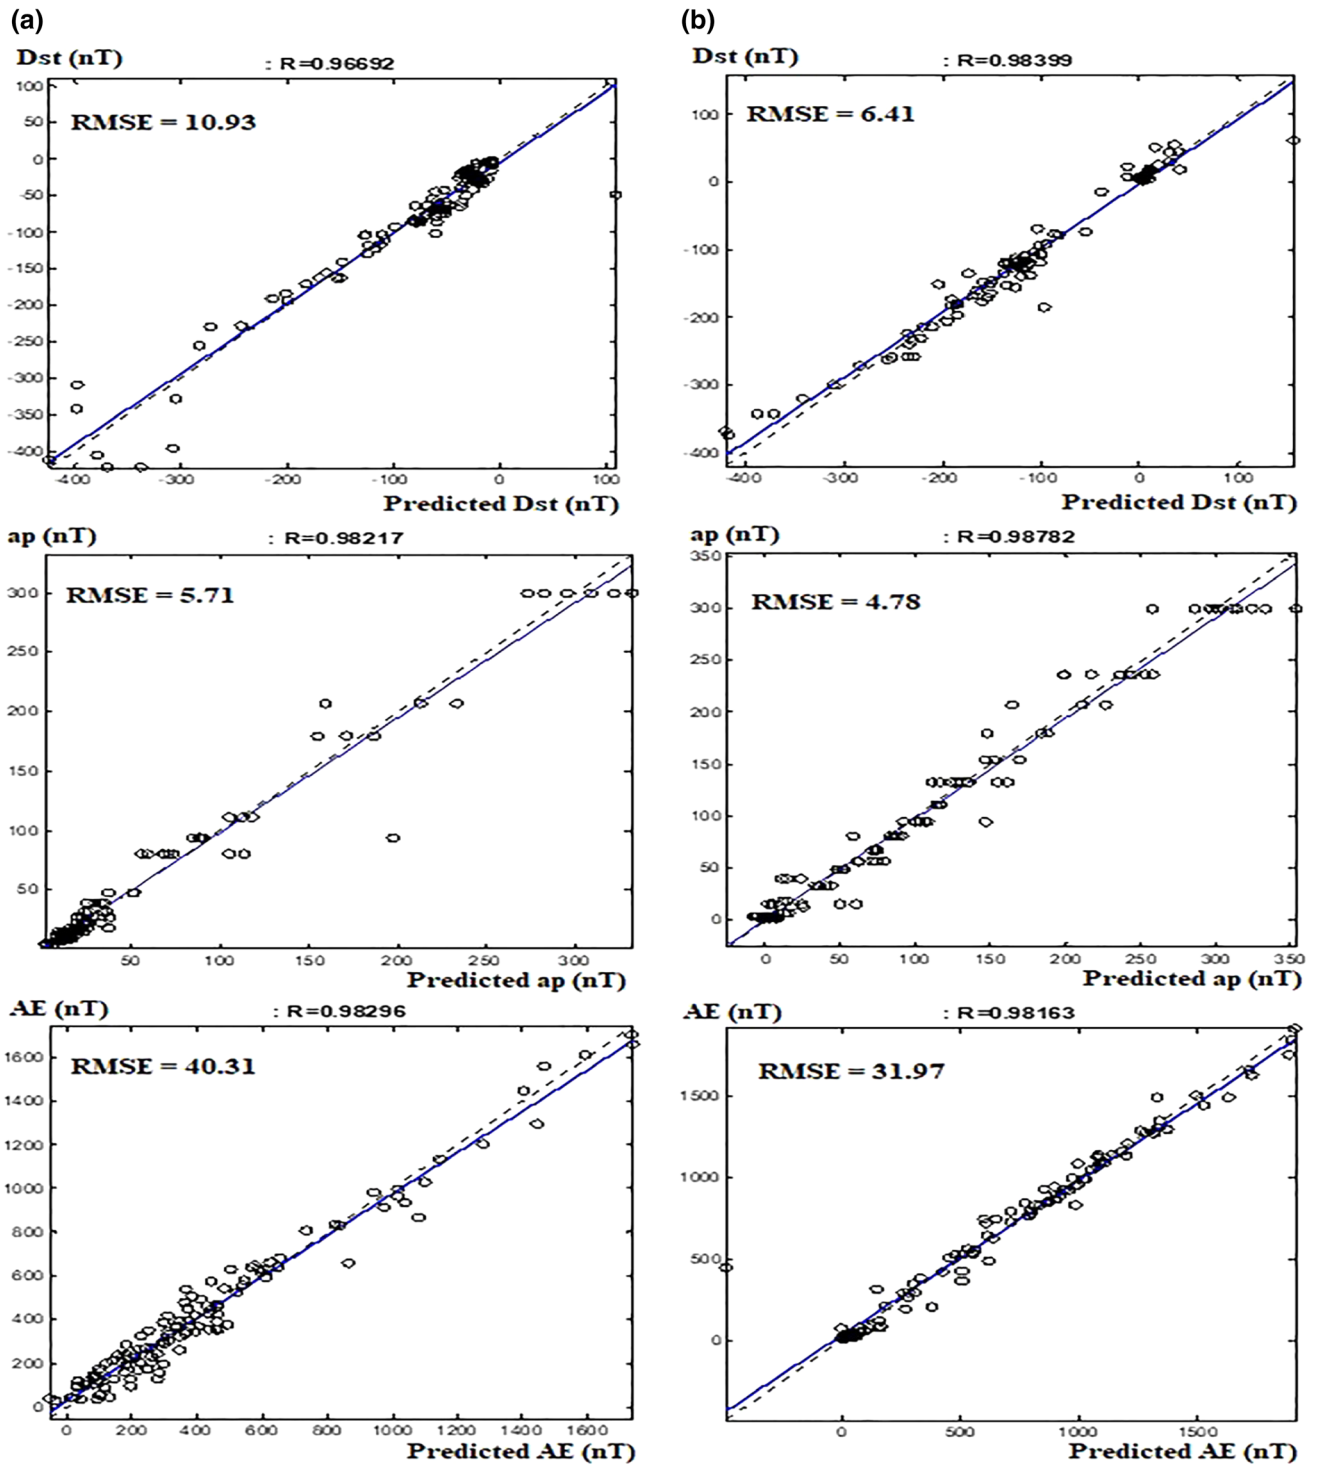 (a)
Dst (nT)
: R=0.96692
RMSE = 10.93
100
50
0
-50
-100
-150
-200
-250
-300
-350
-400
-400 -300 -200 -100 0 100
Predicted Dst (nT)
ap (nT)
: R=0.98217
RMSE = 5.71
300
250
200
150
100
50
50 100 150 200 250 300
Predicted ap (nT)
AE (nT)
: R=0.98296
RMSE = 40.31
1600
1400
1200
1000
800
600
400
200
0
0 200 400 600 800 1000 1200 1400 1600
Predicted AE (nT)
(b)
Dst (nT)
: R=0.98399
RMSE = 6.41
100
0
-100
-200
-300
-400
-400 -300 -200 -100 0 100
Predicted Dst (nT)
ap (nT)
: R=0.98782
RMSE = 4.78
350
300
250
200
150
100
50
0
0 50 100 150 200 250 300 350
Predicted ap (nT)
AE (nT)
: R=0.98163
RMSE = 31.97
1500
1000
500
0
0 500 1000 1500
Predicted AE (nT)